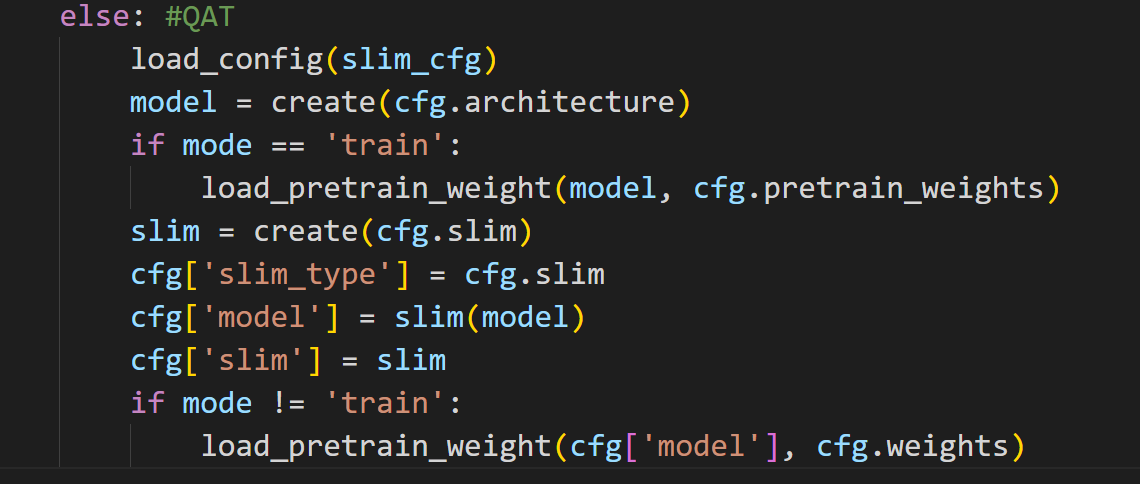 else: #QAT
load_config(slim_cfg)
model = create(cfg.architecture)
if mode == 'train':
load_pretrain_weight(model, cfg.pretrain_weights)
slim = create(cfg.slim)
cfg['slim_type'] = cfg.slim
cfg['model'] = slim(model)
cfg['slim'] = slim
if mode != 'train':
load_pretrain_weight(cfg['model'], cfg.weights)